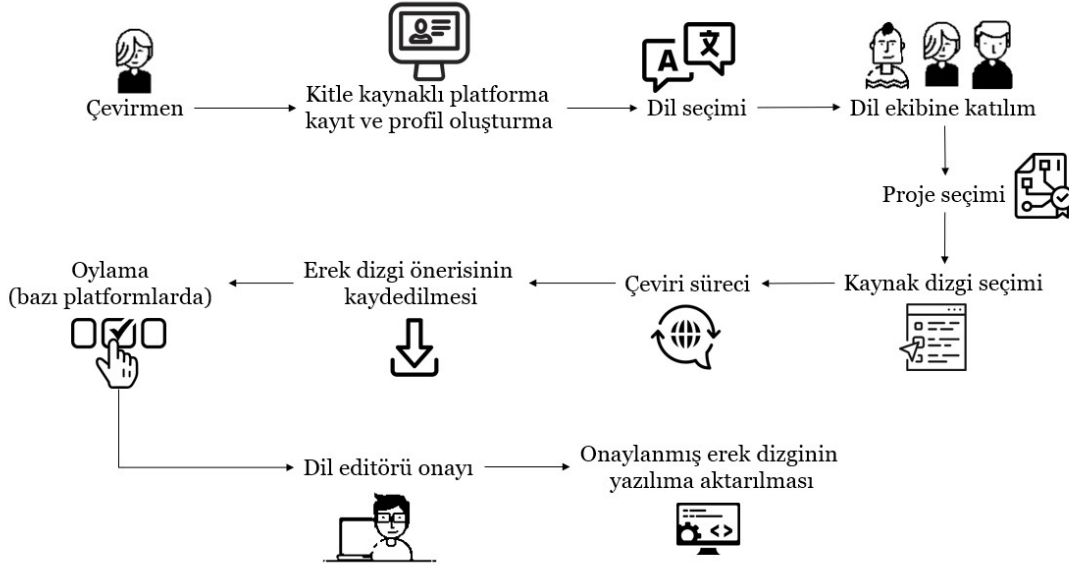 Çevirmen
Kitle kaynaklı platforma
kayıt ve profil oluşturma
A 文
Dil seçimi
Dil ekibine katılım
Proje seçimi
Kaynak dizgi seçimi
Çeviri süreci
Erek dizgi önerisinin
kaydedilmesi
Oylama
(bazı platformlarda)
Dil editörü onayı
Onaylanmış erek dizginin
yazılıma aktarılması